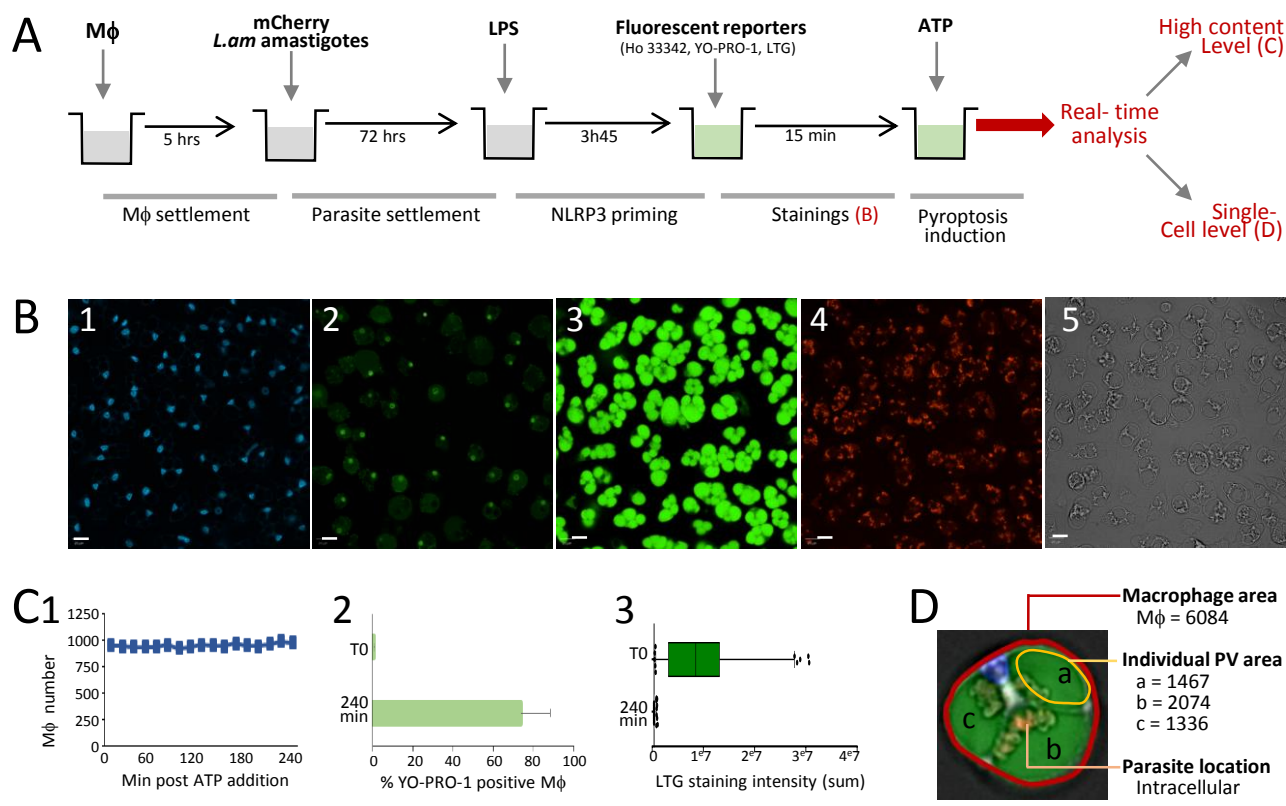 A
Mϕ
mCherry
L.am amastigotes
LPS
Fluorescent reporters
(Ho 33342, YO-PRO-1, LTG)
ATP
High content
Level (C)
5 hrs
72 hrs
3h45
15 min
Real- time
analysis
Mϕ settlement
Parasite settlement
NLRP3 priming
Stainings (B)
Pyroptosis
induction
Single-
Cell level (D)
B
1
2
3
4
5
C1
Mϕ number
1250
1000
750
500
250
0
0 60 120 180 240
Min post ATP addition
2
T0
240
min
0 20 40 60 80 100
% YO-PRO-1 positive Mϕ
3
T0
240
min
0 1e7 2e7 3e7 4e7
LTG staining intensity (sum)
D
a
b
c
Macrophage area
Mϕ = 6084
Individual PV area
a = 1467
b = 2074
c = 1336
Parasite location
Intracellular